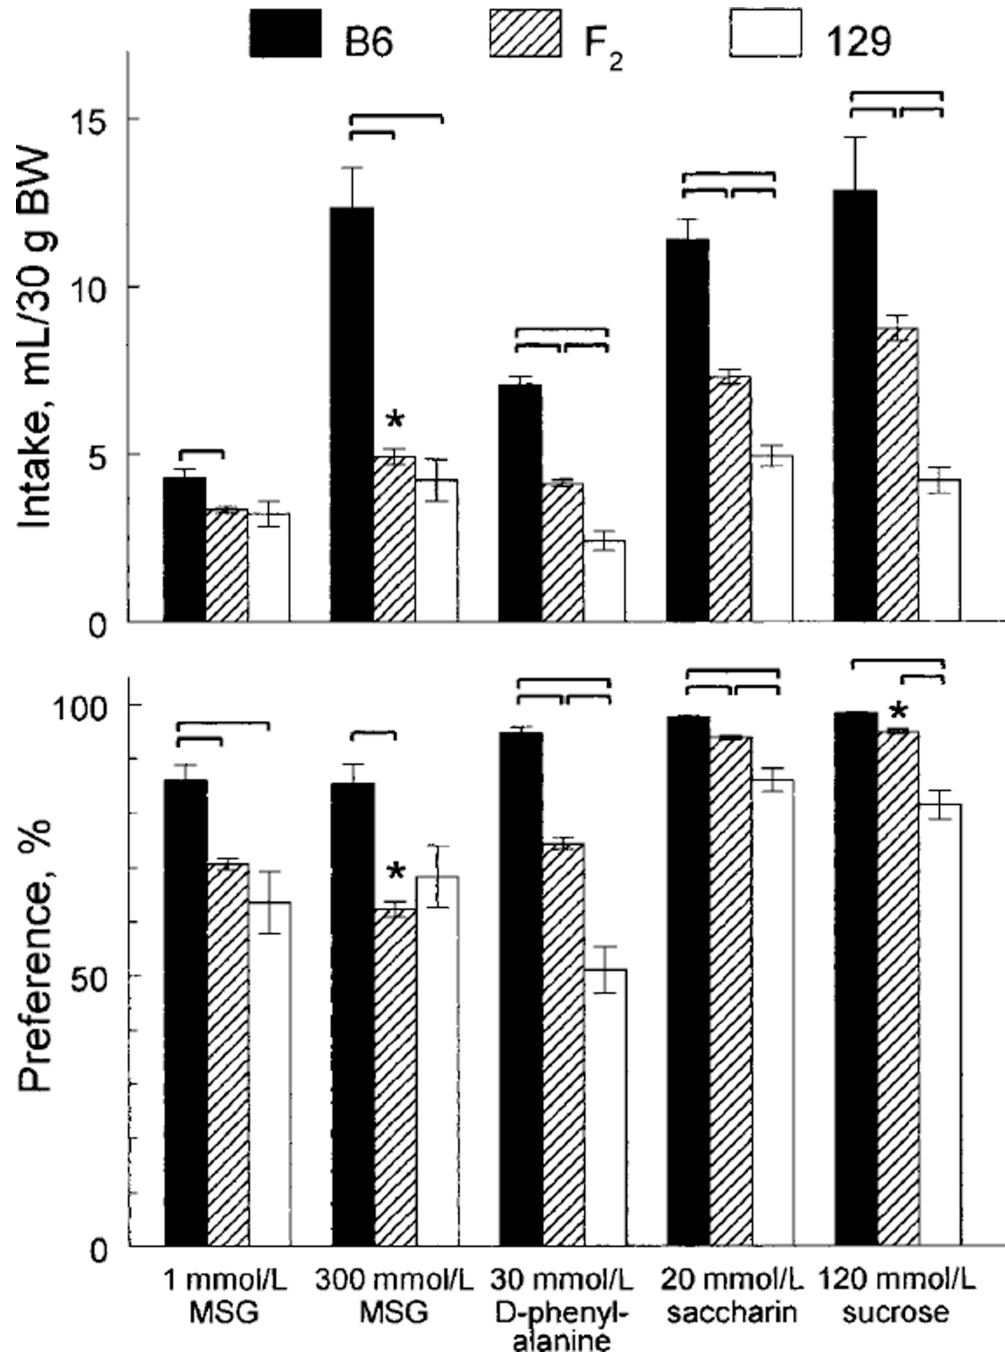 B6 F2 129
Intake, mL/30 g BW
15
10
5
0
*
Preference, %
100
50
0
* *
1 mmol/L 300 mmol/L 30 mmol/L 20 mmol/L 120 mmol/L
MSG MSG D-phenyl- saccharin sucrose
alanine